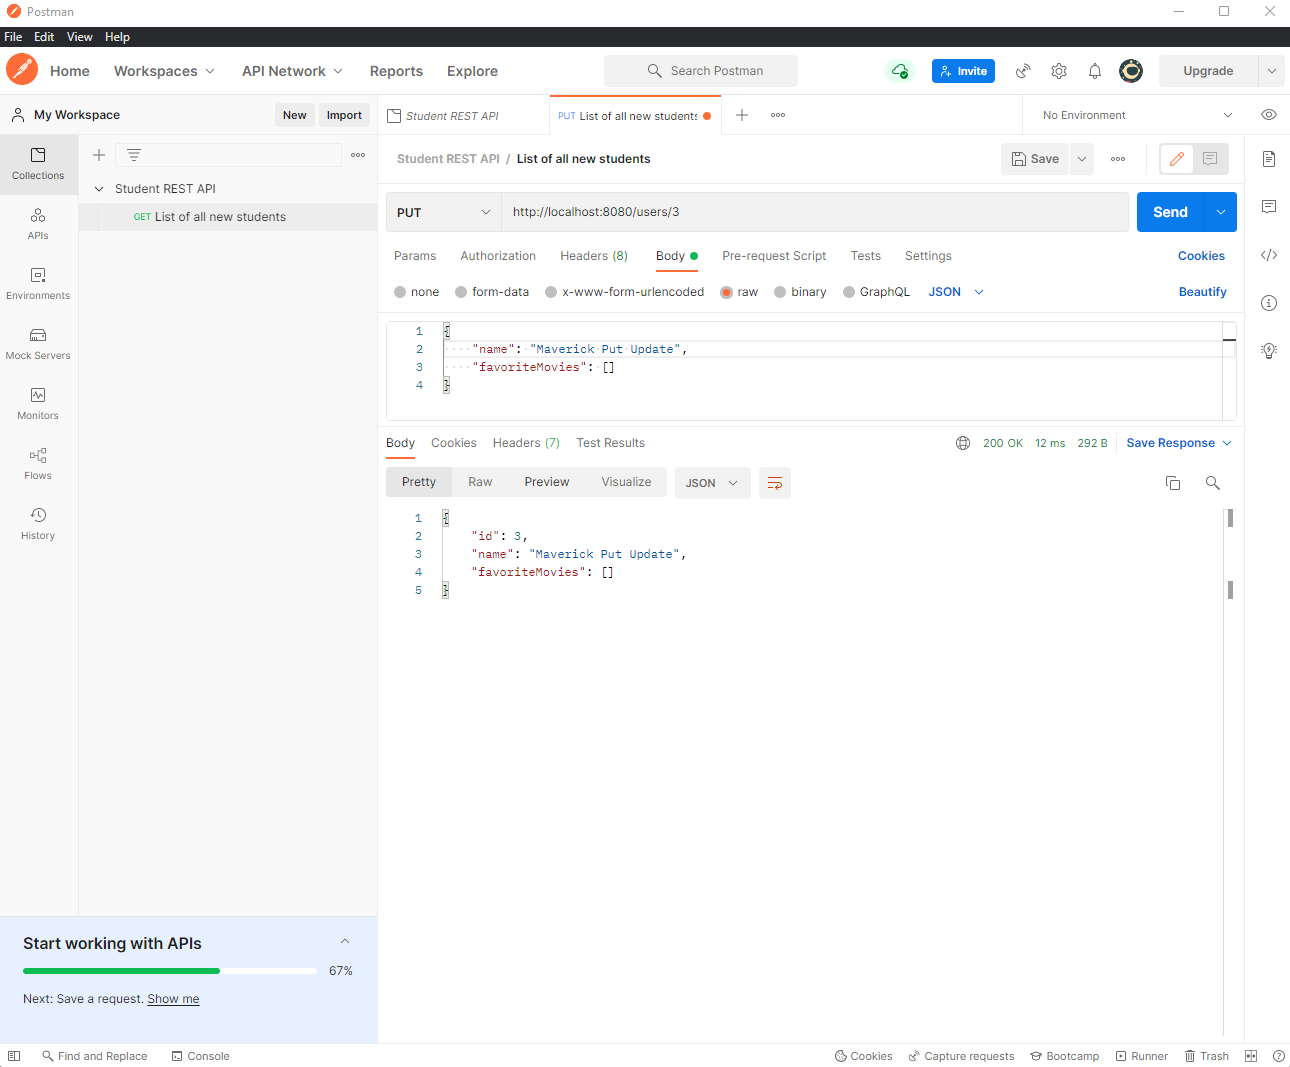 Postman
File Edit View Help
Home Workspaces API Network Reports Explore Search Postman Invite Upgrade
My Workspace New Import Student REST API PUT List of all new students No Environment
Collections
Student REST API
GET List of all new students
APIs
Environments
Mock Servers
Monitors
Flows
History
Student REST API / List of all new students Save
PUT http://localhost:8080/users/3 Send
Params Authorization Headers (8) Body Pre-request Script Tests Settings Cookies
none form-data x-www-form-urlencoded raw binary GraphQL JSON Beautify
1 {
2 "name": "Maverick Put Update",
3 "favoriteMovies": []
4 }
Body Cookies Headers (7) Test Results 200 OK 12 ms 292 B Save Response
Pretty Raw Preview Visualize JSON
1 {
2 "id": 3,
3 "name": "Maverick Put Update",
4 "favoriteMovies": []
5 }
Start working with APIs
67%
Next: Save a request. Show me
Find and Replace Console Cookies Capture requests Bootcamp Runner Trash